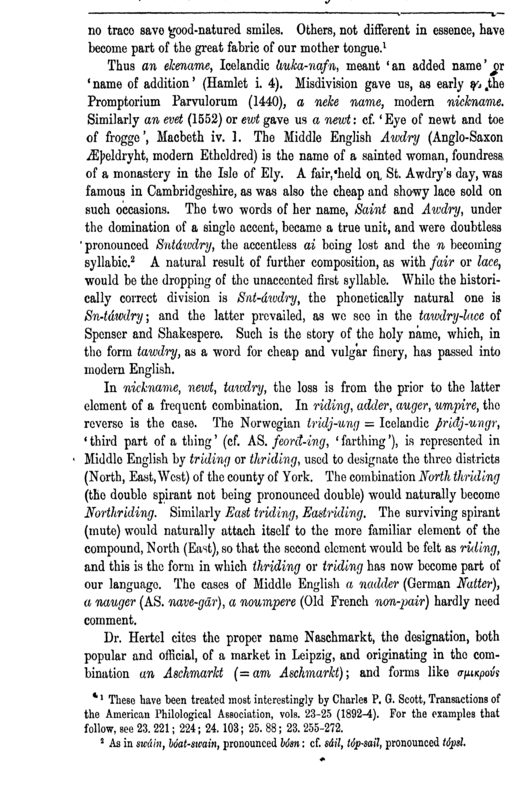 no trace save good-natured smiles. Others, not different in essence, have
become part of the great fabric of our mother tongue.¹
Thus an ekename, Icelandic auka-nafn, meant 'an added name' or
'name of addition' (Hamlet i. 4). Misdivision gave us, as early as the
Promptorium Parvulorum (1440), a neke name, modern nickname.
Similarly an evet (1552) or ewt gave us a newt: cf. 'Eye of newt and toe
of frogge', Macbeth iv. 1. The Middle English Awdry (Anglo-Saxon
Æþeldryht, modern Etheldred) is the name of a sainted woman, foundress
of a monastery in the Isle of Ely. A fair, held on St. Awdry's day, was
famous in Cambridgeshire, as was also the cheap and showy lace sold on
such occasions. The two words of her name, Saint and Awdry, under
the domination of a single accent, became a true unit, and were doubtless
pronounced Sntáwdry, the accentless ai being lost and the n becoming
syllabic.² A natural result of further composition, as with fair or lace,
would be the dropping of the unaccented first syllable. While the histori-
cally correct division is Snt-áwdry, the phonetically natural one is
Sn-táwdry; and the latter prevailed, as we see in the tawdry-lace of
Spenser and Shakespere. Such is the story of the holy name, which, in
the form tawdry, as a word for cheap and vulgar finery, has passed into
modern English.
In nickname, newt, tawdry, the loss is from the prior to the latter
element of a frequent combination. In riding, adder, auger, umpire, the
reverse is the case. The Norwegian tridj-ung = Icelandic þriðj-ungr,
'third part of a thing' (cf. AS. feorð-ing, 'farthing'), is represented in
Middle English by triding or thriding, used to designate the three districts
(North, East, West) of the county of York. The combination North thriding
(the double spirant not being pronounced double) would naturally become
Northriding. Similarly East triding, Eastriding. The surviving spirant
(mute) would naturally attach itself to the more familiar element of the
compound, North (East), so that the second element would be felt as riding,
and this is the form in which thriding or triding has now become part of
our language. The cases of Middle English a nadder (German Natter),
a nauger (AS. nave-gār), a noumpere (Old French non-pair) hardly need
comment.
Dr. Hertel cites the proper name Naschmarkt, the designation, both
popular and official, of a market in Leipzig, and originating in the com-
bination an Aschmarkt (= am Aschmarkt); and forms like σμικρούς
¹ These have been treated most interestingly by Charles P. G. Scott, Transactions of
the American Philological Association, vols. 23-25 (1892-4). For the examples that
follow, see 23. 221; 224; 24. 103; 25. 88; 23. 255-272.
² As in swáin, bóat-swain, pronounced bósn: cf. sáil, tóp-sail, pronounced tópsl.